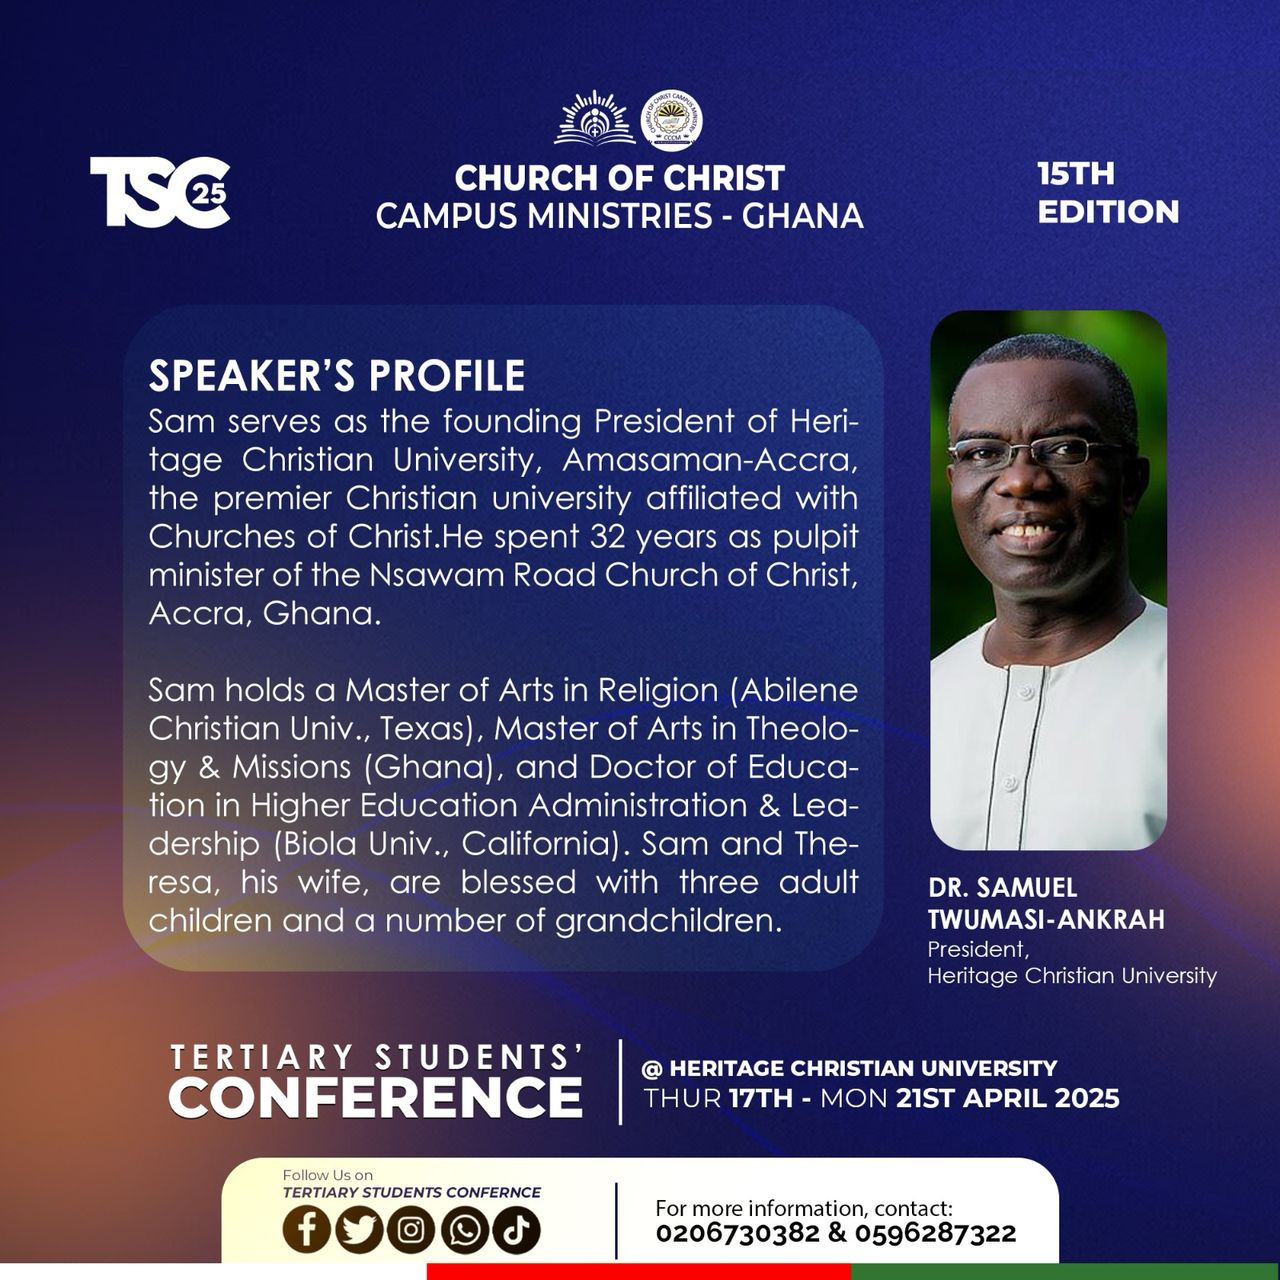 TSC25
CHURCH OF CHRIST
CAMPUS MINISTRIES - GHANA
15TH
EDITION
SPEAKER'S PROFILE
Sam serves as the founding President of Heri-
tage Christian University, Amasaman-Accra,
the premier Christian university affiliated with
Churches of Christ.He spent 32 years as pulpit
minister of the Nsawam Road Church of Christ,
Accra, Ghana.
Sam holds a Master of Arts in Religion (Abilene
Christian Univ., Texas), Master of Arts in Theolo-
gy & Missions (Ghana), and Doctor of Educa-
tion in Higher Education Administration & Lea-
dership (Biola Univ., California). Sam and The-
resa, his wife, are blessed with three adult
children and a number of grandchildren.
DR. SAMUEL
TWUMASI-ANKRAH
President,
Heritage Christian University
TERTIARY STUDENTS'
CONFERENCE
@ HERITAGE CHRISTIAN UNIVERSITY
THUR 17TH - MON 21ST APRIL 2025
Follow Us on
TERTIARY STUDENTS CONFERNCE
For more information, contact:
0206730382 & 0596287322